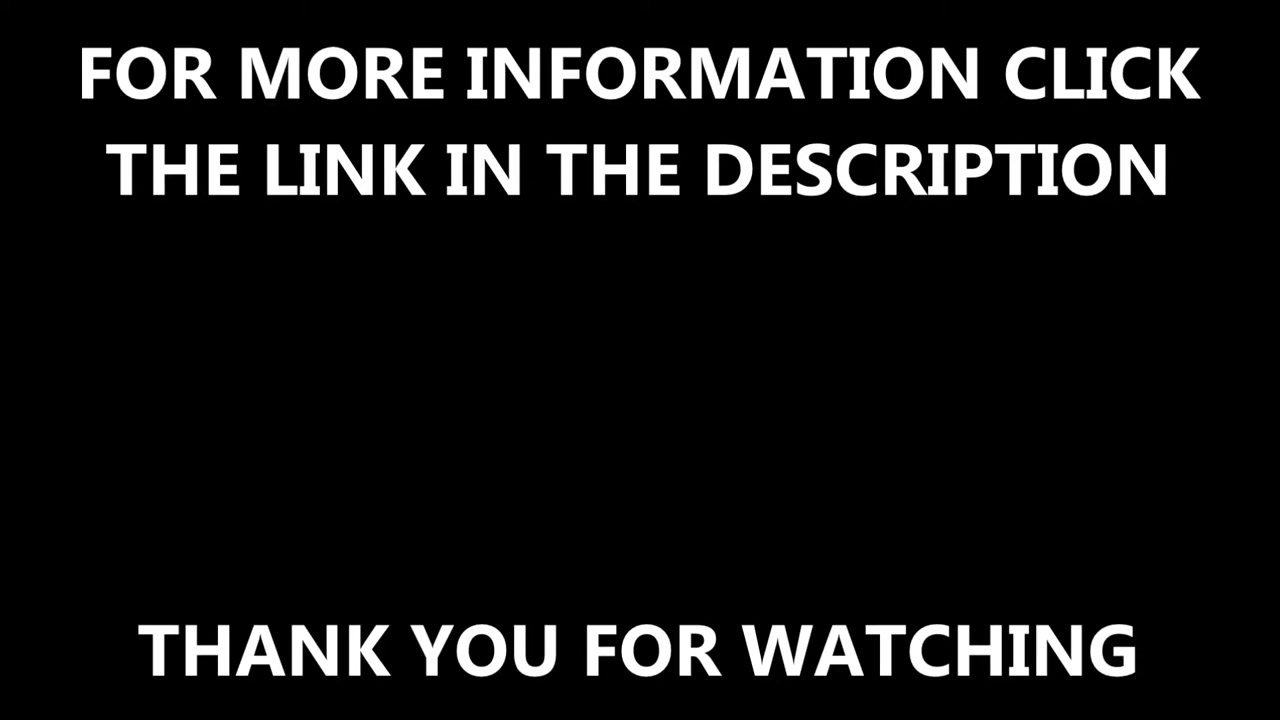 FOR MORE INFORMATION CLICK
THE LINK IN THE DESCRIPTION
THANK YOU FOR WATCHING